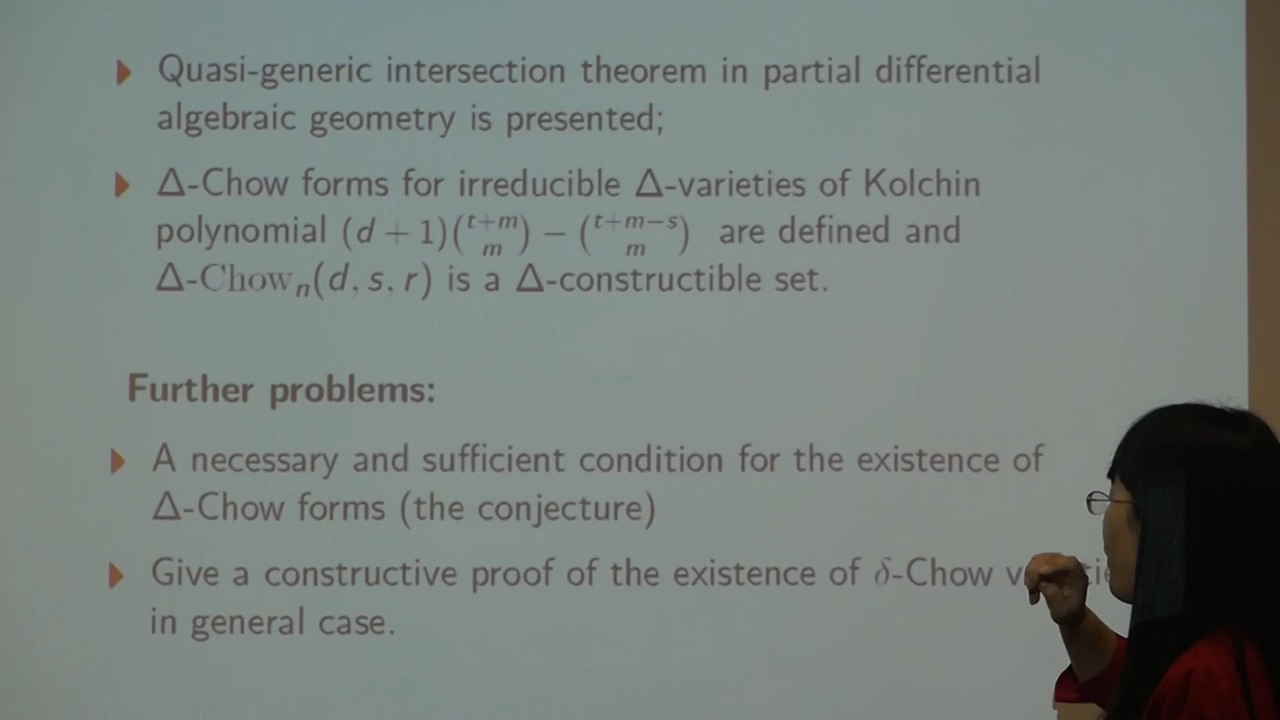 Quasi-generic intersection theorem in partial differential
algebraic geometry is presented;
Δ-Chow forms for irreducible Δ-varieties of Kolchin
polynomial (d + 1)(t+m m) − (t+m−s m) are defined and
Δ-Chowₙ(d, s, r) is a Δ-constructible set.
Further problems:
A necessary and sufficient condition for the existence of
Δ-Chow forms (the conjecture)
Give a constructive proof of the existence of δ-Chow
in general case.